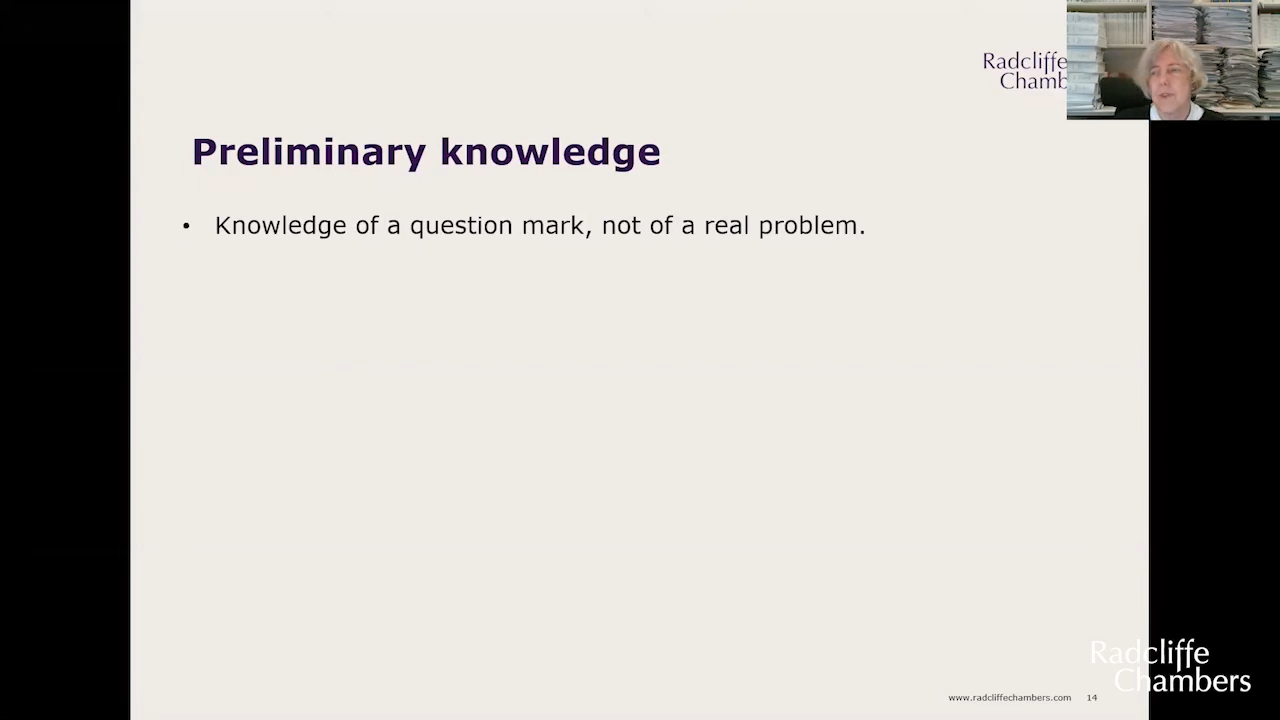 Radcliffe
Chamb
Preliminary knowledge
• Knowledge of a question mark, not of a real problem.
www.radcliffechambers.com 14
Radcliffe
Chambers